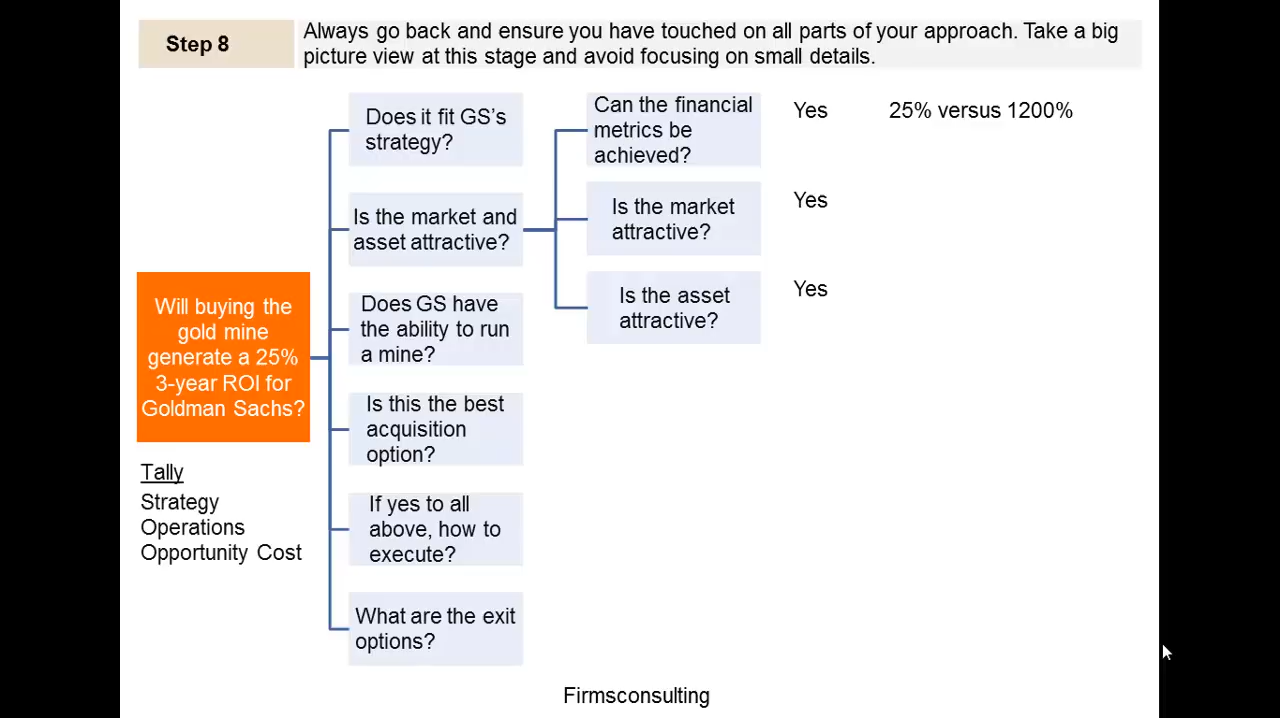 Step 8
Always go back and ensure you have touched on all parts of your approach. Take a big
picture view at this stage and avoid focusing on small details.
Does it fit GS's
strategy?
Can the financial
metrics be
achieved?
Yes
25% versus 1200%
Is the market and
asset attractive?
Is the market
attractive?
Yes
Is the asset
attractive?
Yes
Will buying the
gold mine
generate a 25%
3-year ROI for
Goldman Sachs?
Does GS have
the ability to run
a mine?
Is this the best
acquisition
option?
Tally
Strategy
Operations
Opportunity Cost
If yes to all
above, how to
execute?
What are the exit
options?
Firmsconsulting